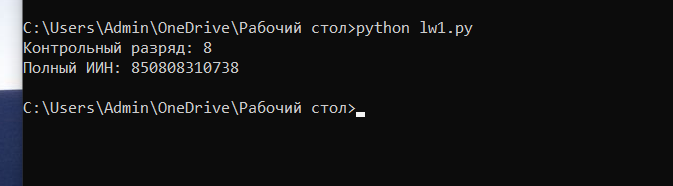 C:\Users\Admin\OneDrive\Рабочий стол>python lw1.py
Контрольный разряд: 8
Полный ИИН: 850808310738
C:\Users\Admin\OneDrive\Рабочий стол>